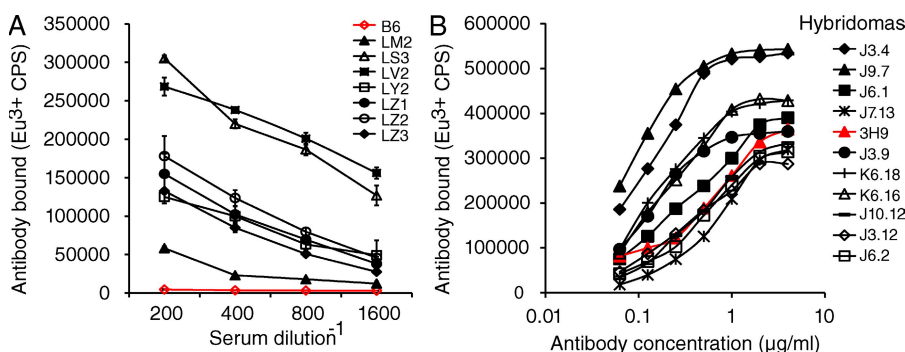 A
350000
300000
250000
200000
150000
100000
50000
0
Antibody bound (Eu3+ CPS)
200 400 800 1600
Serum dilution-1
B6
LM2
LS3
LV2
LY2
LZ1
LZ2
LZ3
B
600000
500000
400000
300000
200000
100000
0
Antibody bound (Eu3+ CPS)
0.01 0.1 1 10
Antibody concentration (µg/ml)
Hybridomas
J3.4
J9.7
J6.1
J7.13
3H9
J3.9
K6.18
K6.16
J10.12
J3.12
J6.2